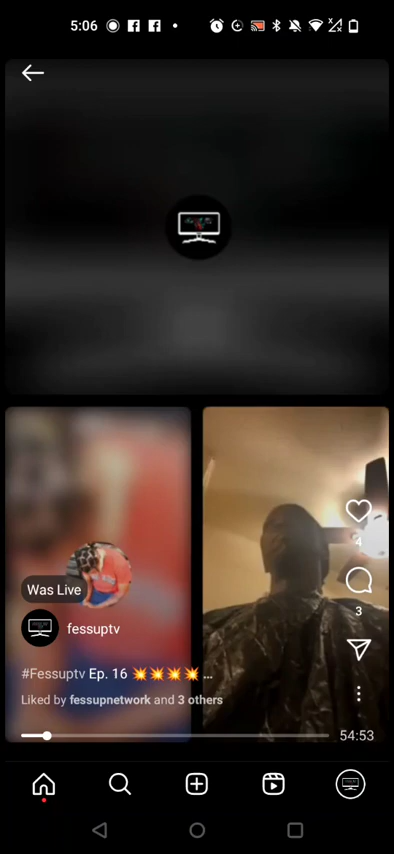 5:06
4
Was Live
3
fessuptv
#Fessuptv Ep. 16 💥💥💥💥 ...
Liked by fessupnetwork and 3 others
54:53